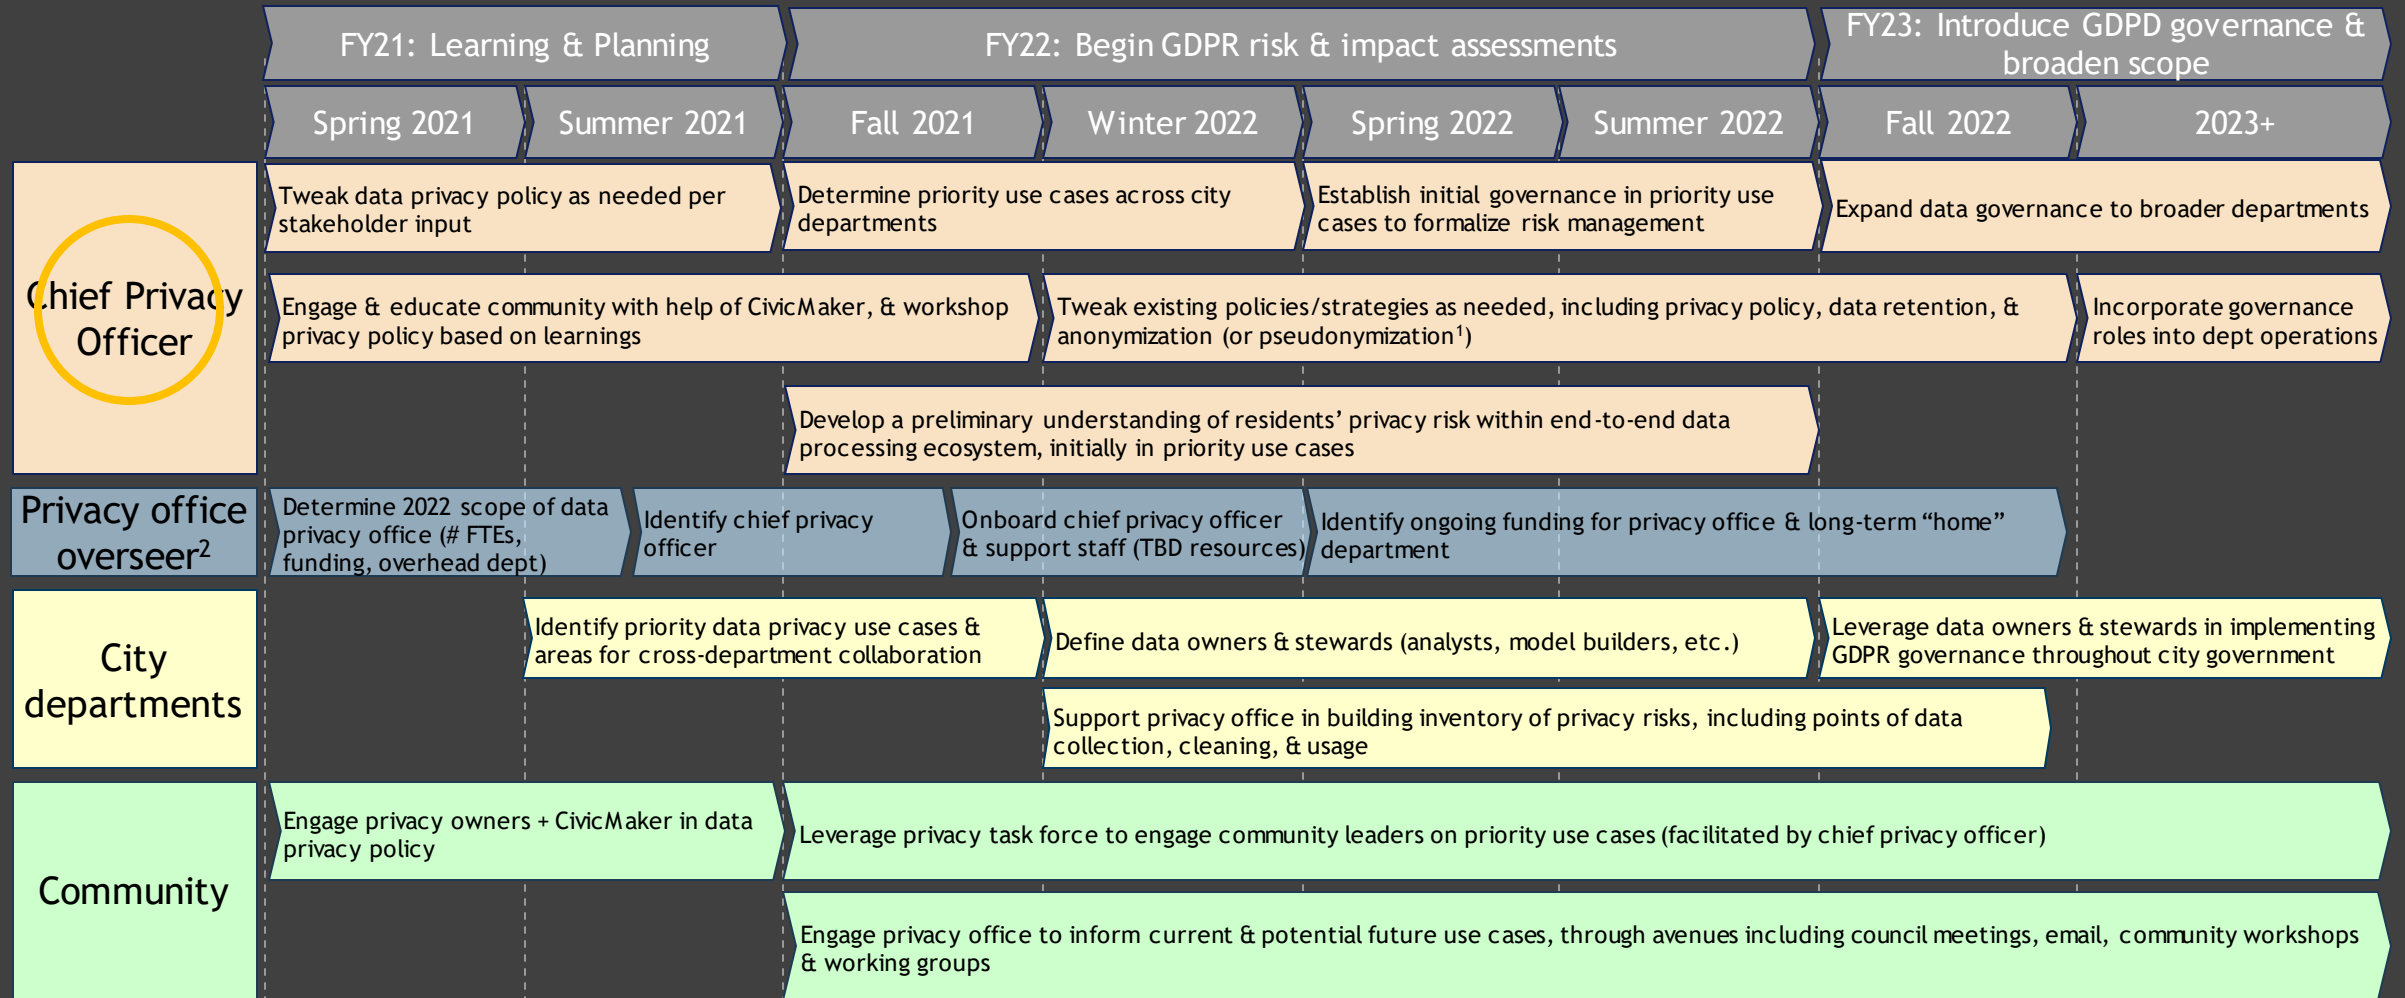 FY21: Learning & Planning
FY22: Begin GDPR risk & impact assessments
FY23: Introduce GDPD governance &
broaden scope
Spring 2021
Summer 2021
Fall 2021
Winter 2022
Spring 2022
Summer 2022
Fall 2022
2023+
Chief Privacy
Officer
Tweak data privacy policy as needed per
stakeholder input
Determine priority use cases across city
departments
Establish initial governance in priority use
cases to formalize risk management
Expand data governance to broader departments
Engage & educate community with help of CivicMaker, & workshop
privacy policy based on learnings
Tweak existing policies/strategies as needed, including privacy policy, data retention, &
anonymization (or pseudonymization¹)
Incorporate governance
roles into dept operations
Develop a preliminary understanding of residents’ privacy risk within end-to-end data
processing ecosystem, initially in priority use cases
Privacy office
overseer²
Determine 2022 scope of data
privacy office (# FTEs,
funding, overhead dept)
Identify chief privacy
officer
Onboard chief privacy officer
& support staff (TBD resources)
Identify ongoing funding for privacy office & long-term “home”
department
City
departments
Identify priority data privacy use cases &
areas for cross-department collaboration
Define data owners & stewards (analysts, model builders, etc.)
Leverage data owners & stewards in implementing
GDPR governance throughout city government
Support privacy office in building inventory of privacy risks, including points of data
collection, cleaning, & usage
Community
Engage privacy owners + CivicMaker in data
privacy policy
Leverage privacy task force to engage community leaders on priority use cases (facilitated by chief privacy officer)
Engage privacy office to inform current & potential future use cases, through avenues including council meetings, email, community workshops
& working groups